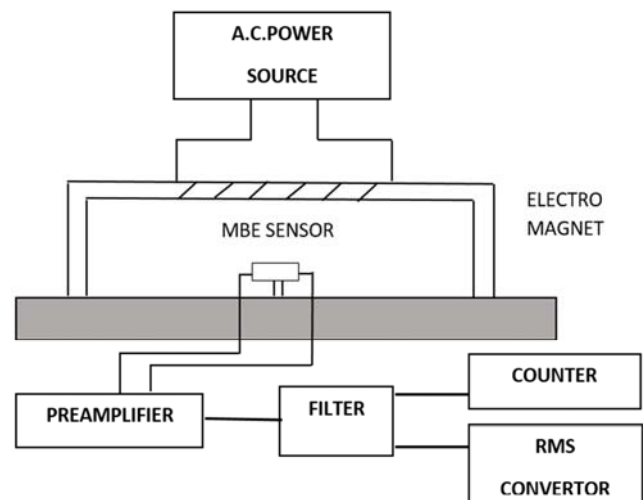 A.C.POWER
SOURCE
ELECTRO
MAGNET
MBE SENSOR
PREAMPLIFIER
FILTER
COUNTER
RMS
CONVERTOR